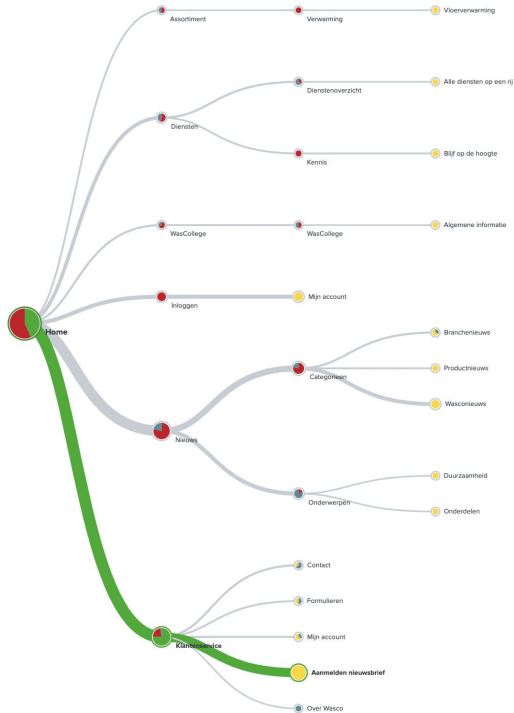 Assortiment
Verwarming
Vloerverwarming
Diensten
Dienstenoverzicht
Alle diensten op een rij
Kennis
Blijf op de hoogte
WasCollege
WasCollege
Algemene informatie
Inloggen
Mijn account
Home
Nieuws
Categorieën
Branchenieuws
Productnieuws
Wasconieuws
Onderwerpen
Duurzaamheid
Onderdelen
Klantenservice
Contact
Formulieren
Mijn account
Aanmelden nieuwsbrief
Over Wasco